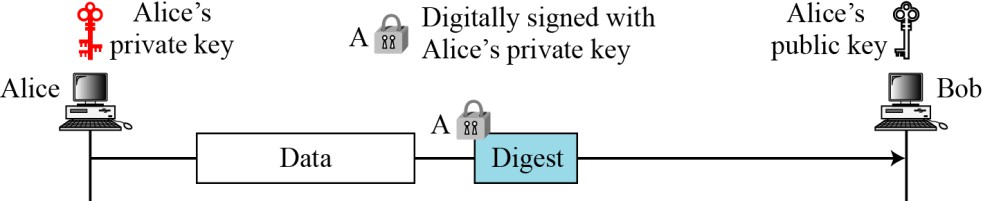 Alice's
private key
A
Digitally signed with
Alice's private key
Alice's
public key
Alice
Bob
A
Data
Digest